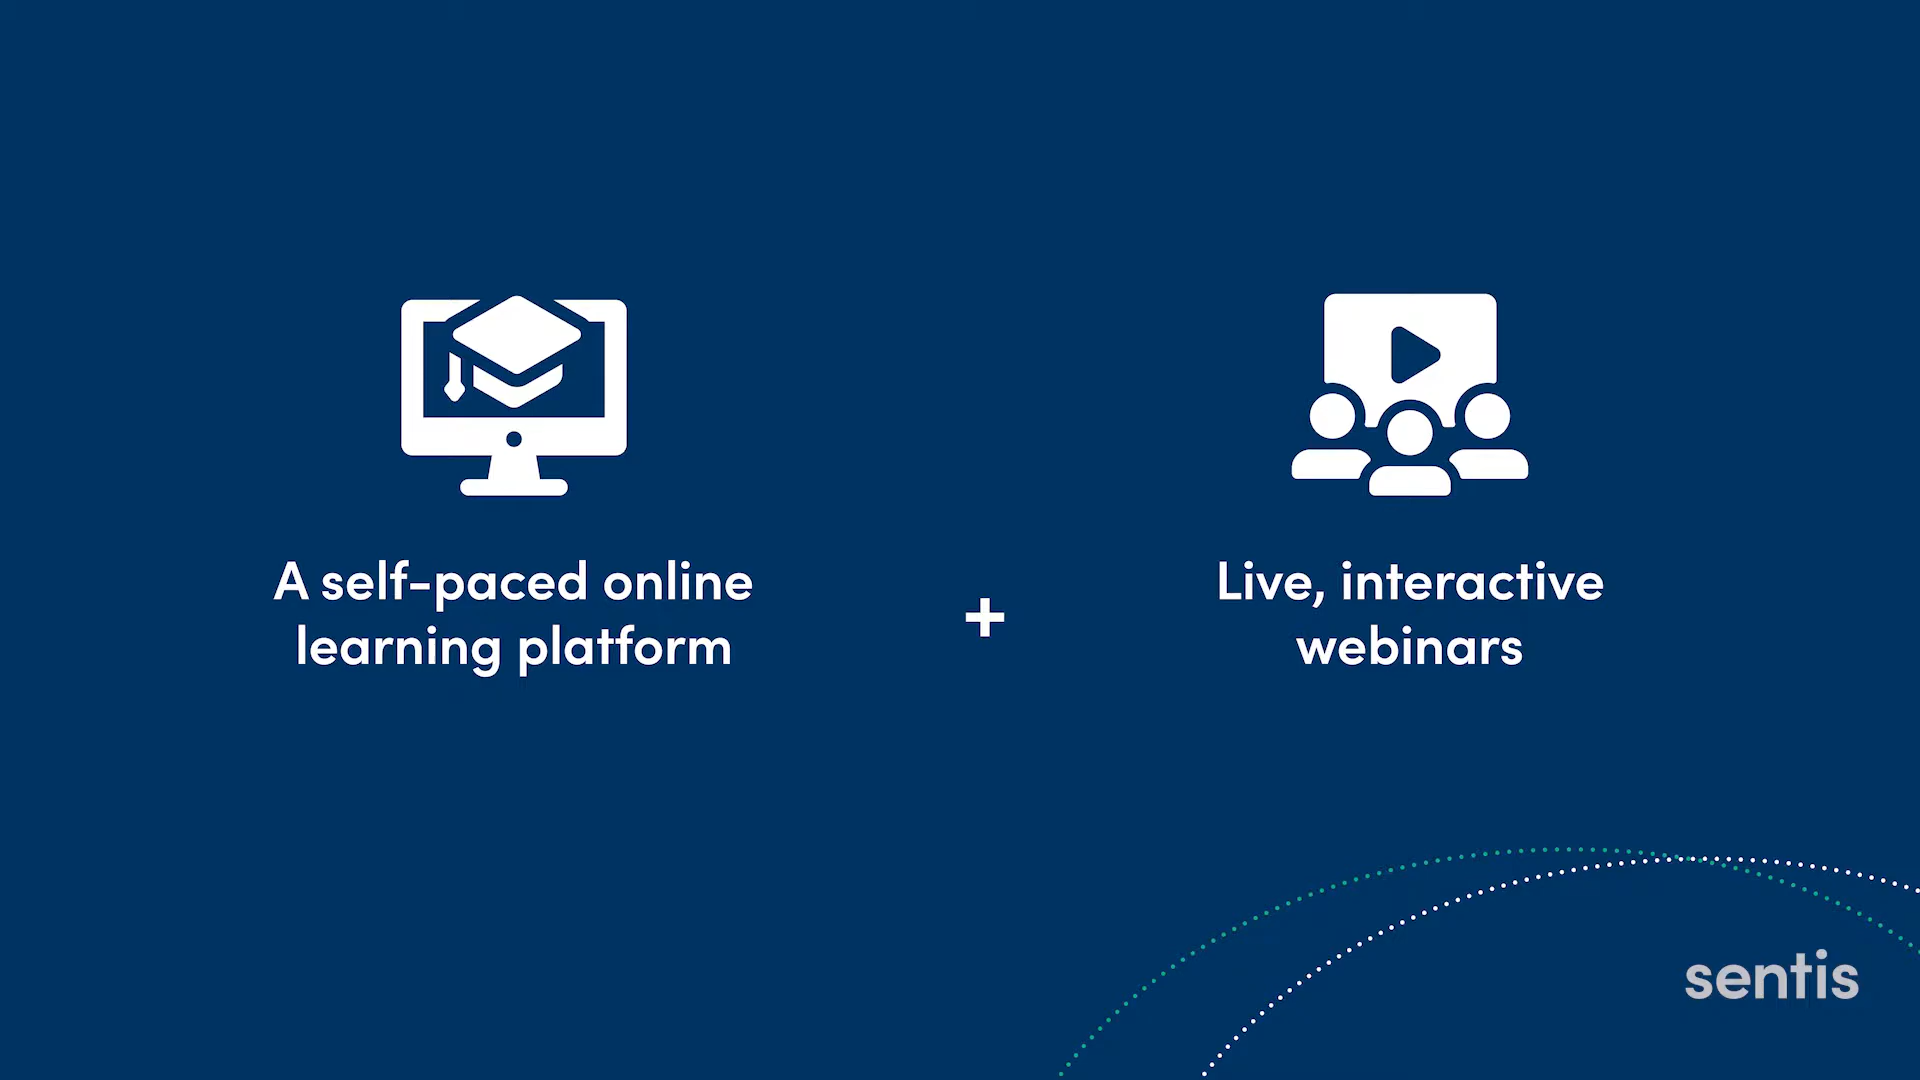 A self-paced online
learning platform
+
Live, interactive
webinars
sentis